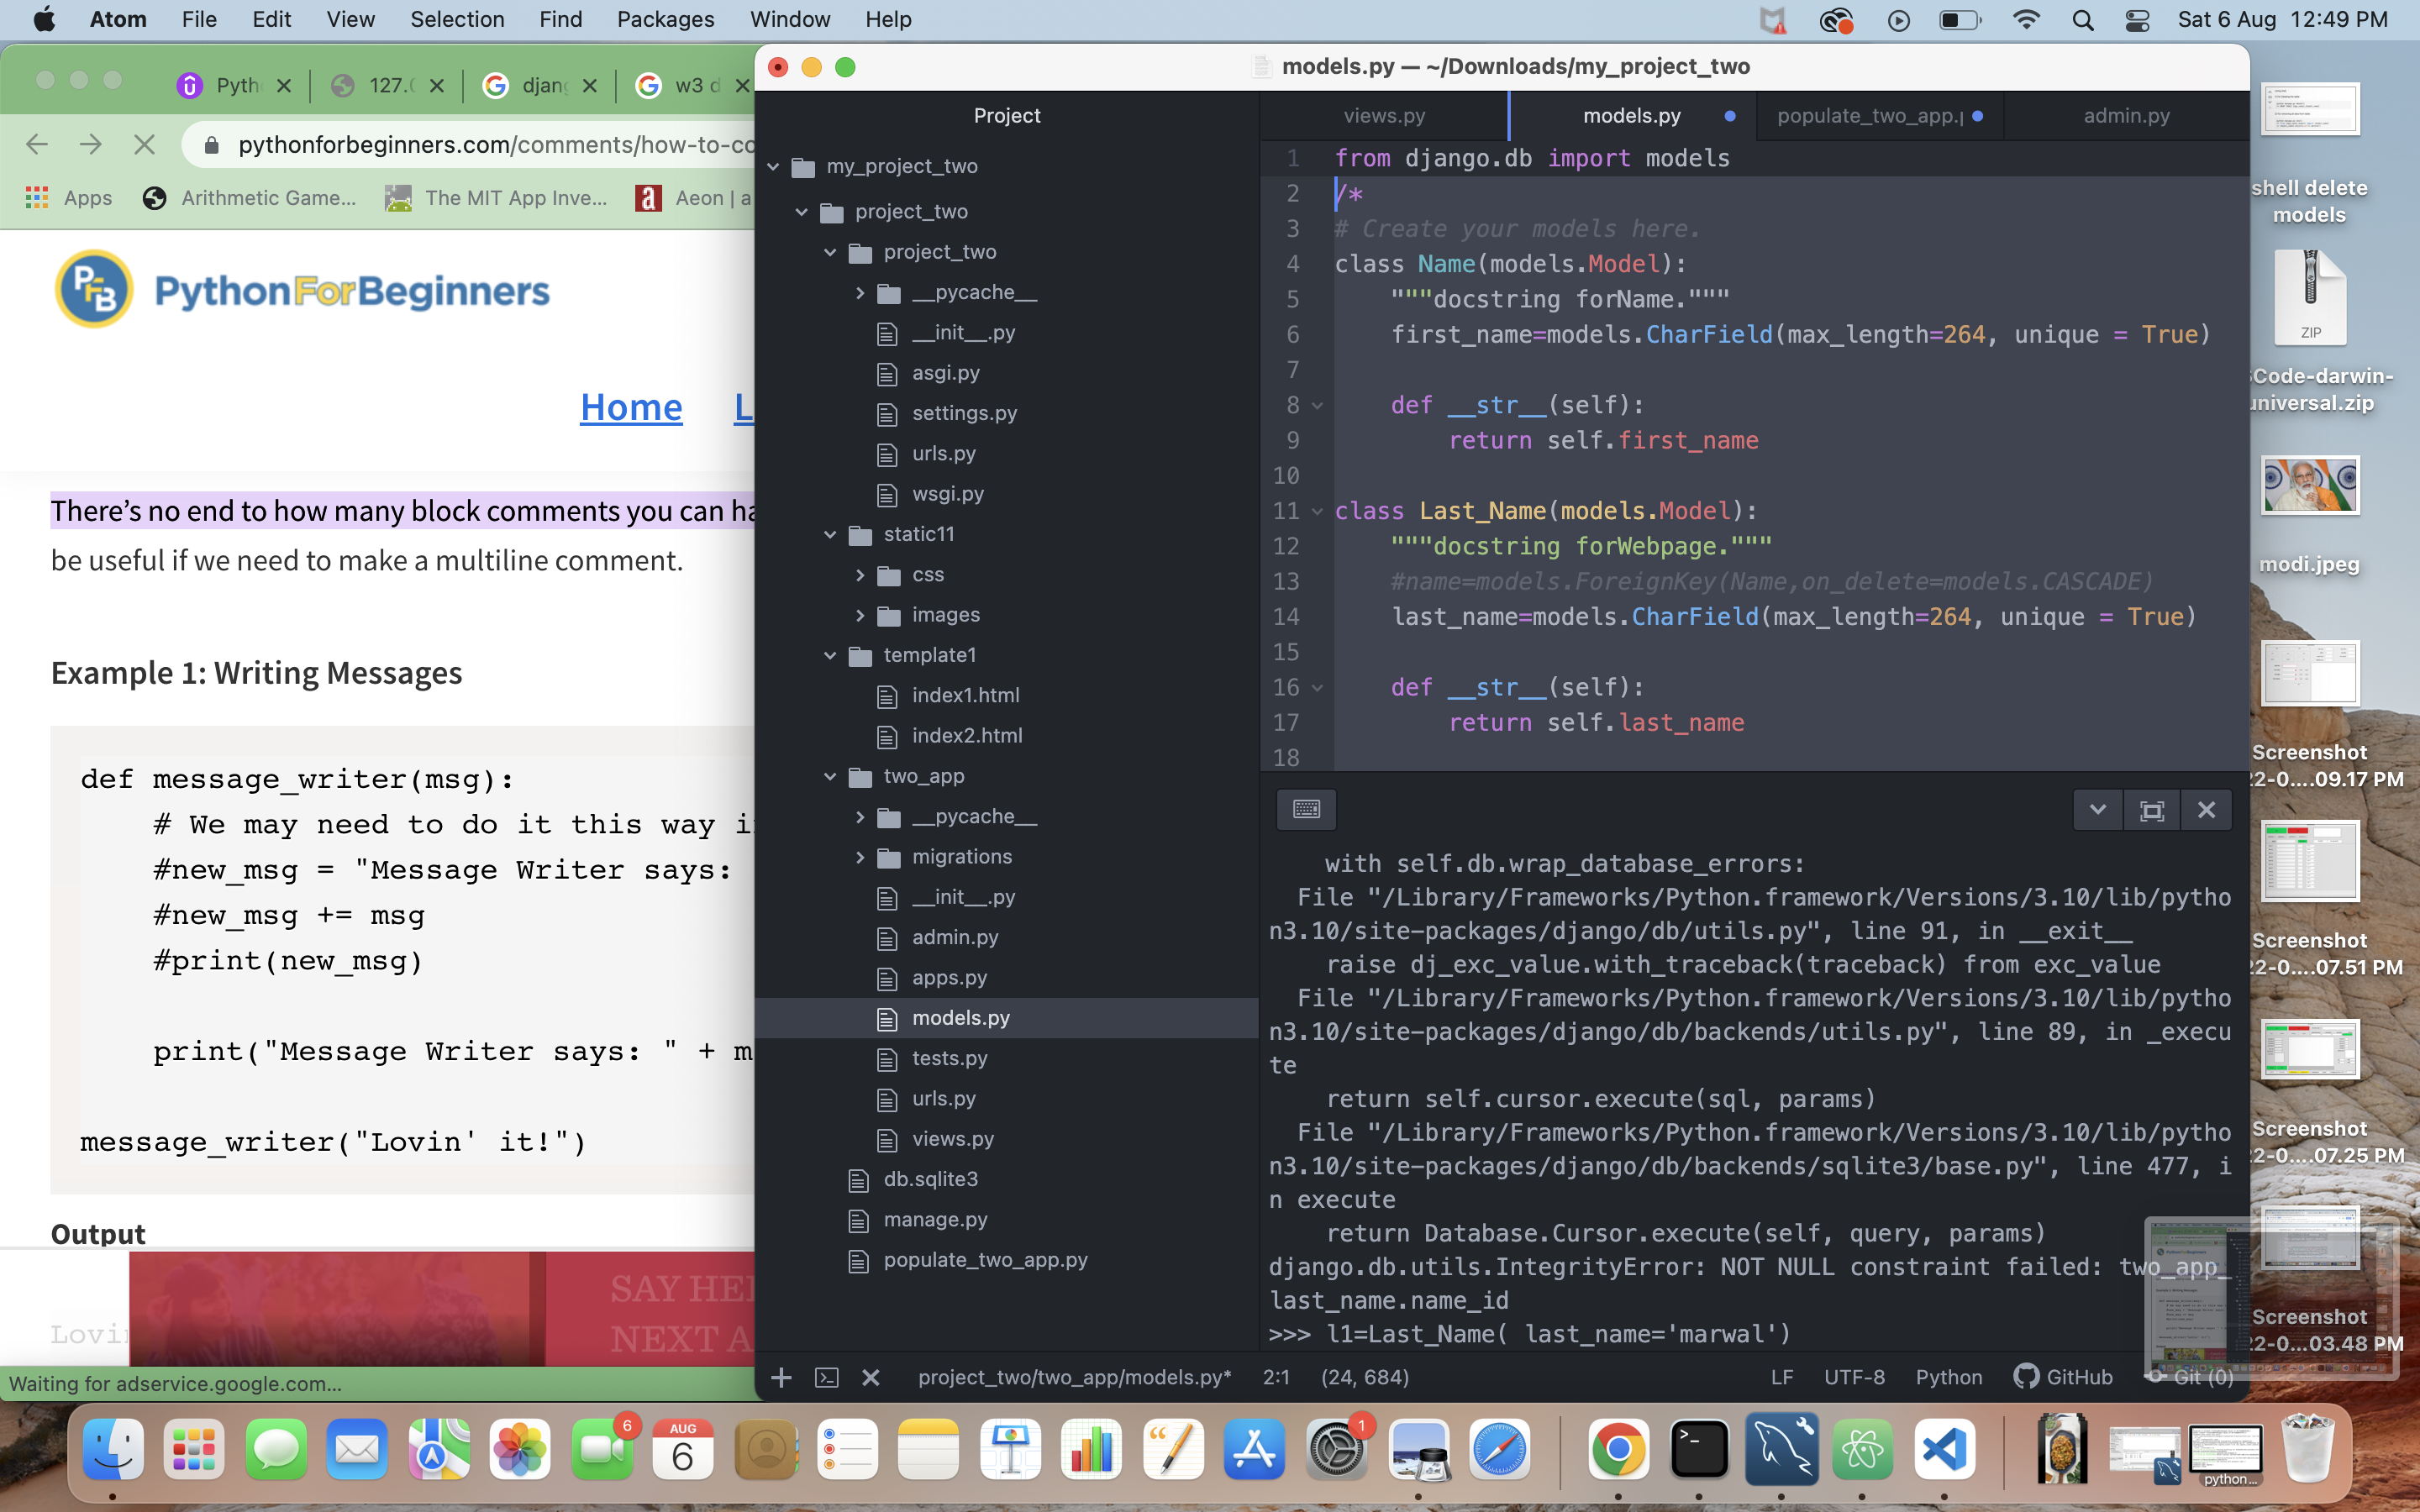 Atom File Edit View Selection Find Packages Window Help
Sat 6 Aug 12:49 PM
Pyth
127.0
djan
w3 d
pythonforbeginners.com/comments/how-to-co
Apps
Arithmetic Game...
The MIT App Inve...
Aeon | a
PFB
PythonForBeginners
Home
L
There’s no end to how many block comments you can ha
be useful if we need to make a multiline comment.
Example 1: Writing Messages
def message_writer(msg):
# We may need to do it this way i
#new_msg = "Message Writer says:
#new_msg += msg
#print(new_msg)
print("Message Writer says: " + m
message_writer("Lovin' it!")
Output
SAY HE
NEXT A
Lovi
Waiting for adservice.google.com...
models.py — ~/Downloads/my_project_two
Project
my_project_two
project_two
project_two
__pycache__
__init__.py
asgi.py
settings.py
urls.py
wsgi.py
static11
css
images
template1
index1.html
index2.html
two_app
__pycache__
migrations
__init__.py
admin.py
apps.py
models.py
tests.py
urls.py
views.py
db.sqlite3
manage.py
populate_two_app.py
views.py
models.py
populate_two_app.p
admin.py
1 from django.db import models
2 /*
3 # Create your models here.
4 class Name(models.Model):
5 """docstring forName."""
6 first_name=models.CharField(max_length=264, unique = True)
7
8 def __str__(self):
9 return self.first_name
10
11 class Last_Name(models.Model):
12 """docstring forWebpage."""
13 #name=models.ForeignKey(Name,on_delete=models.CASCADE)
14 last_name=models.CharField(max_length=264, unique = True)
15
16 def __str__(self):
17 return self.last_name
18
with self.db.wrap_database_errors:
File "/Library/Frameworks/Python.framework/Versions/3.10/lib/pytho
n3.10/site-packages/django/db/utils.py", line 91, in __exit__
raise dj_exc_value.with_traceback(traceback) from exc_value
File "/Library/Frameworks/Python.framework/Versions/3.10/lib/pytho
n3.10/site-packages/django/db/backends/utils.py", line 89, in _execu
te
return self.cursor.execute(sql, params)
File "/Library/Frameworks/Python.framework/Versions/3.10/lib/pytho
n3.10/site-packages/django/db/backends/sqlite3/base.py", line 477, i
n execute
return Database.Cursor.execute(self, query, params)
django.db.utils.IntegrityError: NOT NULL constraint failed: two_app_
last_name.name_id
>>> l1=Last_Name( last_name='marwal')
project_two/two_app/models.py* 2:1 (24, 684)
LF UTF-8 Python GitHub Git (0)
shell delete
models
ZIP
SCode-darwin-
universal.zip
modi.jpeg
Screenshot
22-0....09.17 PM
Screenshot
22-0....07.51 PM
Screenshot
22-0....07.25 PM
Screenshot
22-0...03.48 PM
6
AUG
6
1
python...